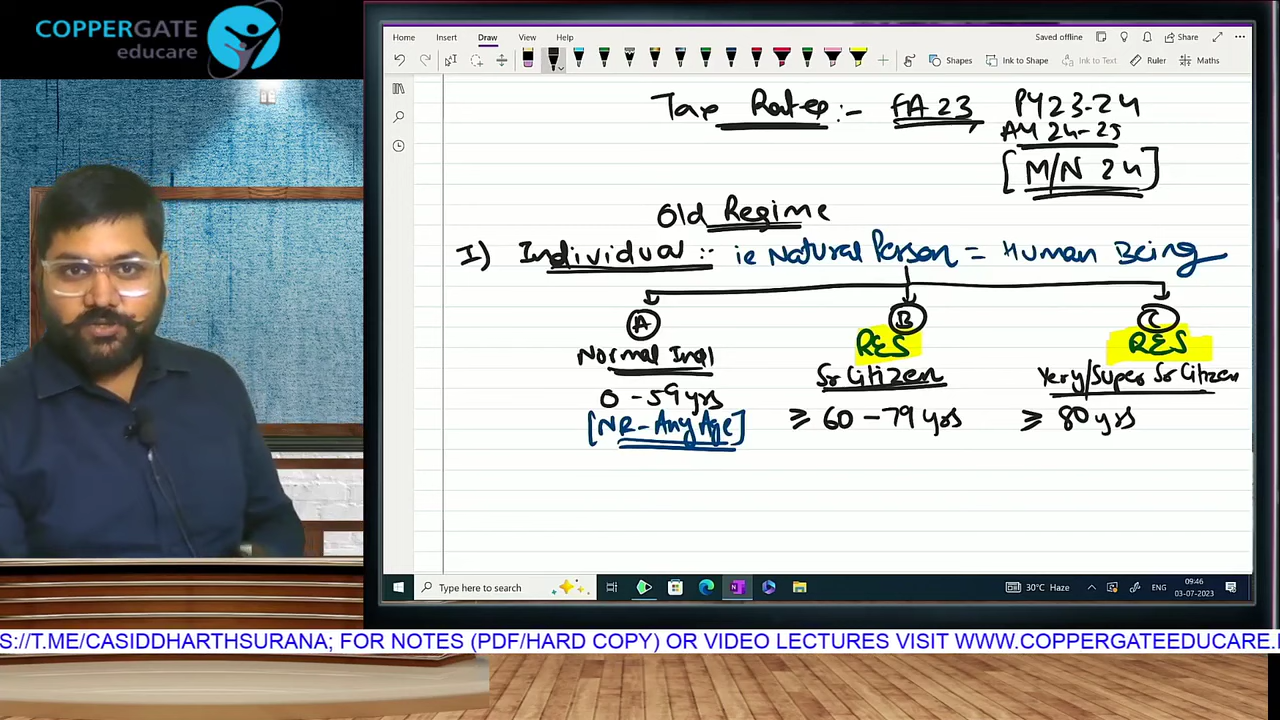 COPPERGATE
educare
Home Insert Draw View Help
Saved offline
Share
Shapes
Ink to Shape
Ink to Text
Ruler
Maths
Tax Rates :- FA 23 PY 23-24
AY 24-25
[M/N 24]
Old Regime
I) Individual :- ie Natural Person = Human Being
A B C
RES RES
Normal Indl Sr Citizen Very/Super Sr Citizen
0 - 59 yrs ≥ 60 - 79 yrs ≥ 80 yrs
[NR - Any Age]
Type here to search
30°C Haze
ENG
09:46
03-07-2023
S://T.ME/CASIDDHARTHSURANA; FOR NOTES (PDF/HARD COPY) OR VIDEO LECTURES VISIT WWW.COPPERGATEEDUCARE.